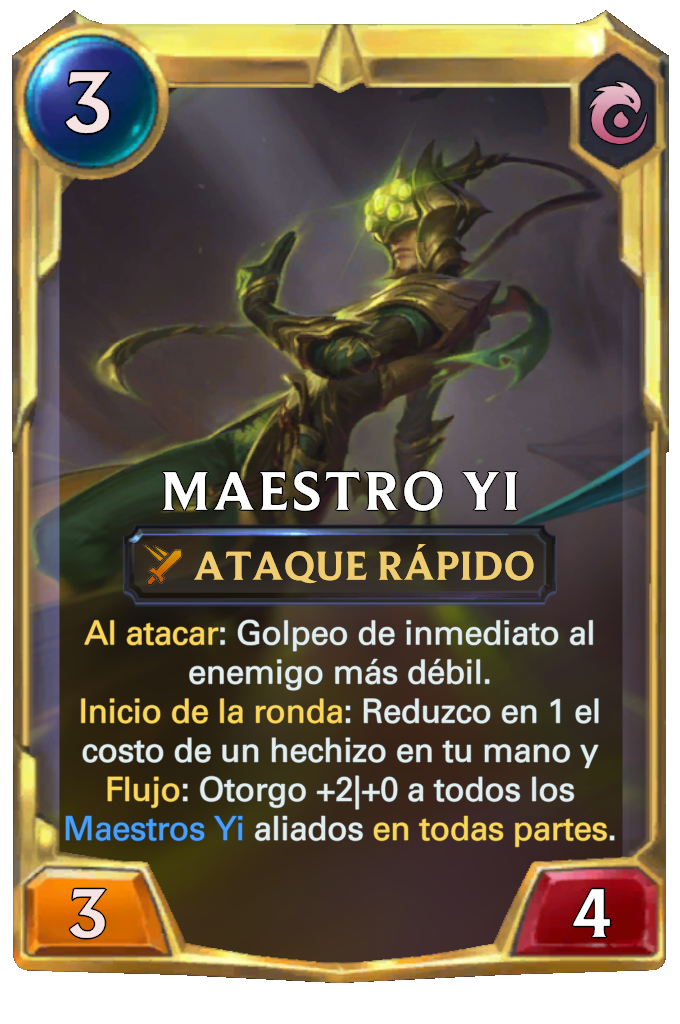 3
MAESTRO YI
ATAQUE RÁPIDO
Al atacar: Golpeo de inmediato al
enemigo más débil.
Inicio de la ronda: Reduzco en 1 el
costo de un hechizo en tu mano y
Flujo: Otorgo +2|+0 a todos los
Maestros Yi aliados en todas partes.
3
4